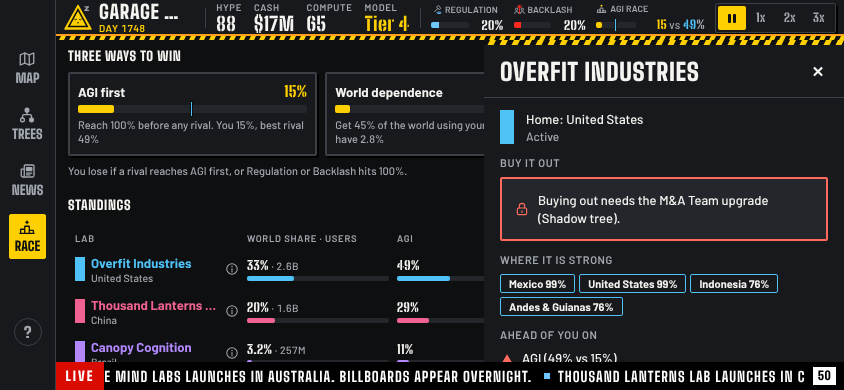 GARAGE ...
DAY 1748
HYPE 88
CASH $17M
COMPUTE 65
MODEL Tier 4
REGULATION 20%
BACKLASH 20%
AGI RACE 15 vs 49%
1x 2x 3x
MAP
TREES
NEWS
RACE
?
THREE WAYS TO WIN
AGI first 15%
Reach 100% before any rival. You 15%, best rival
49%
World dependence
Get 45% of the world using your
have 2.8%
You lose if a rival reaches AGI first, or Regulation or Backlash hits 100%.
STANDINGS
LAB WORLD SHARE · USERS AGI
Overfit Industries 33% · 2.6B 49%
United States
Thousand Lanterns ... 20% · 1.6B 29%
China
Canopy Cognition 3.2% · 257M 11%
Brazil
OVERFIT INDUSTRIES
Home: United States
Active
BUY IT OUT
Buying out needs the M&A Team upgrade
(Shadow tree).
WHERE IT IS STRONG
Mexico 99% United States 99% Indonesia 76%
Andes & Guianas 76%
AHEAD OF YOU ON
AGI (49% vs 15%)
LIVE E MIND LABS LAUNCHES IN AUSTRALIA. BILLBOARDS APPEAR OVERNIGHT. THOUSAND LANTERNS LAB LAUNCHES IN C 50